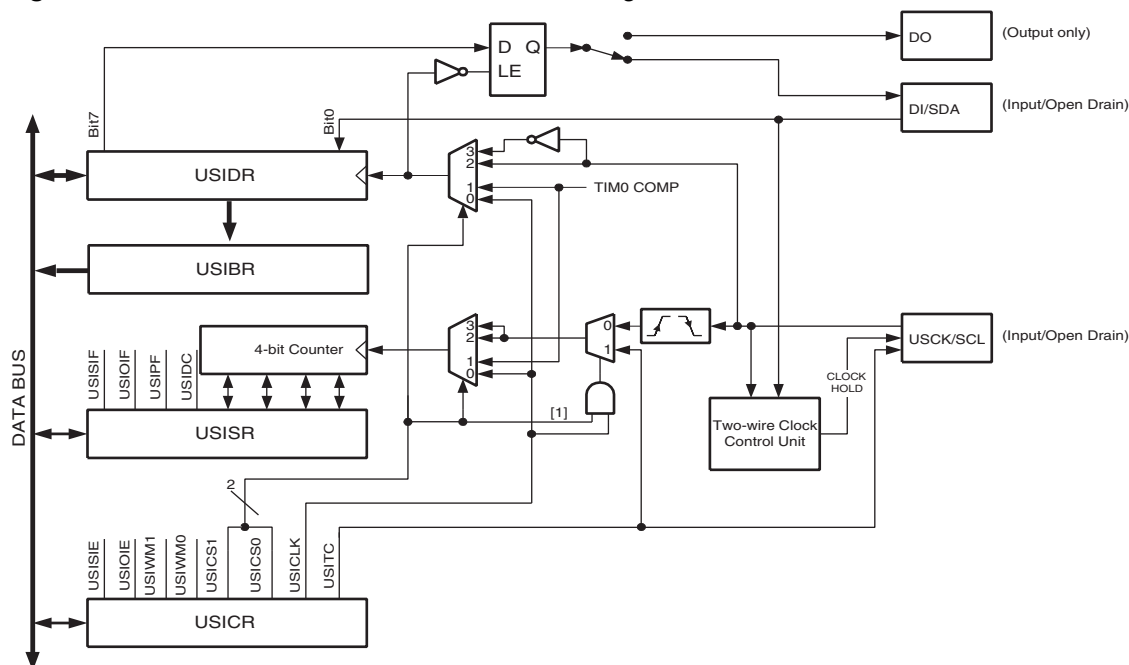 D Q
LE
DO
(Output only)
DI/SDA
(Input/Open Drain)
Bit7
Bit0
DATA BUS
USIDR
3
2
1
0
TIM0 COMP
USIBR
4-bit Counter
3
2
1
0
0
1
USCK/SCL
(Input/Open Drain)
CLOCK
HOLD
USISIF
USIOIF
USIPF
USIDC
[1]
Two-wire Clock
Control Unit
USISR
2
USISIE
USIOIE
USIWM1
USIWM0
USICS1
USICS0
USICLK
USITC
USICR